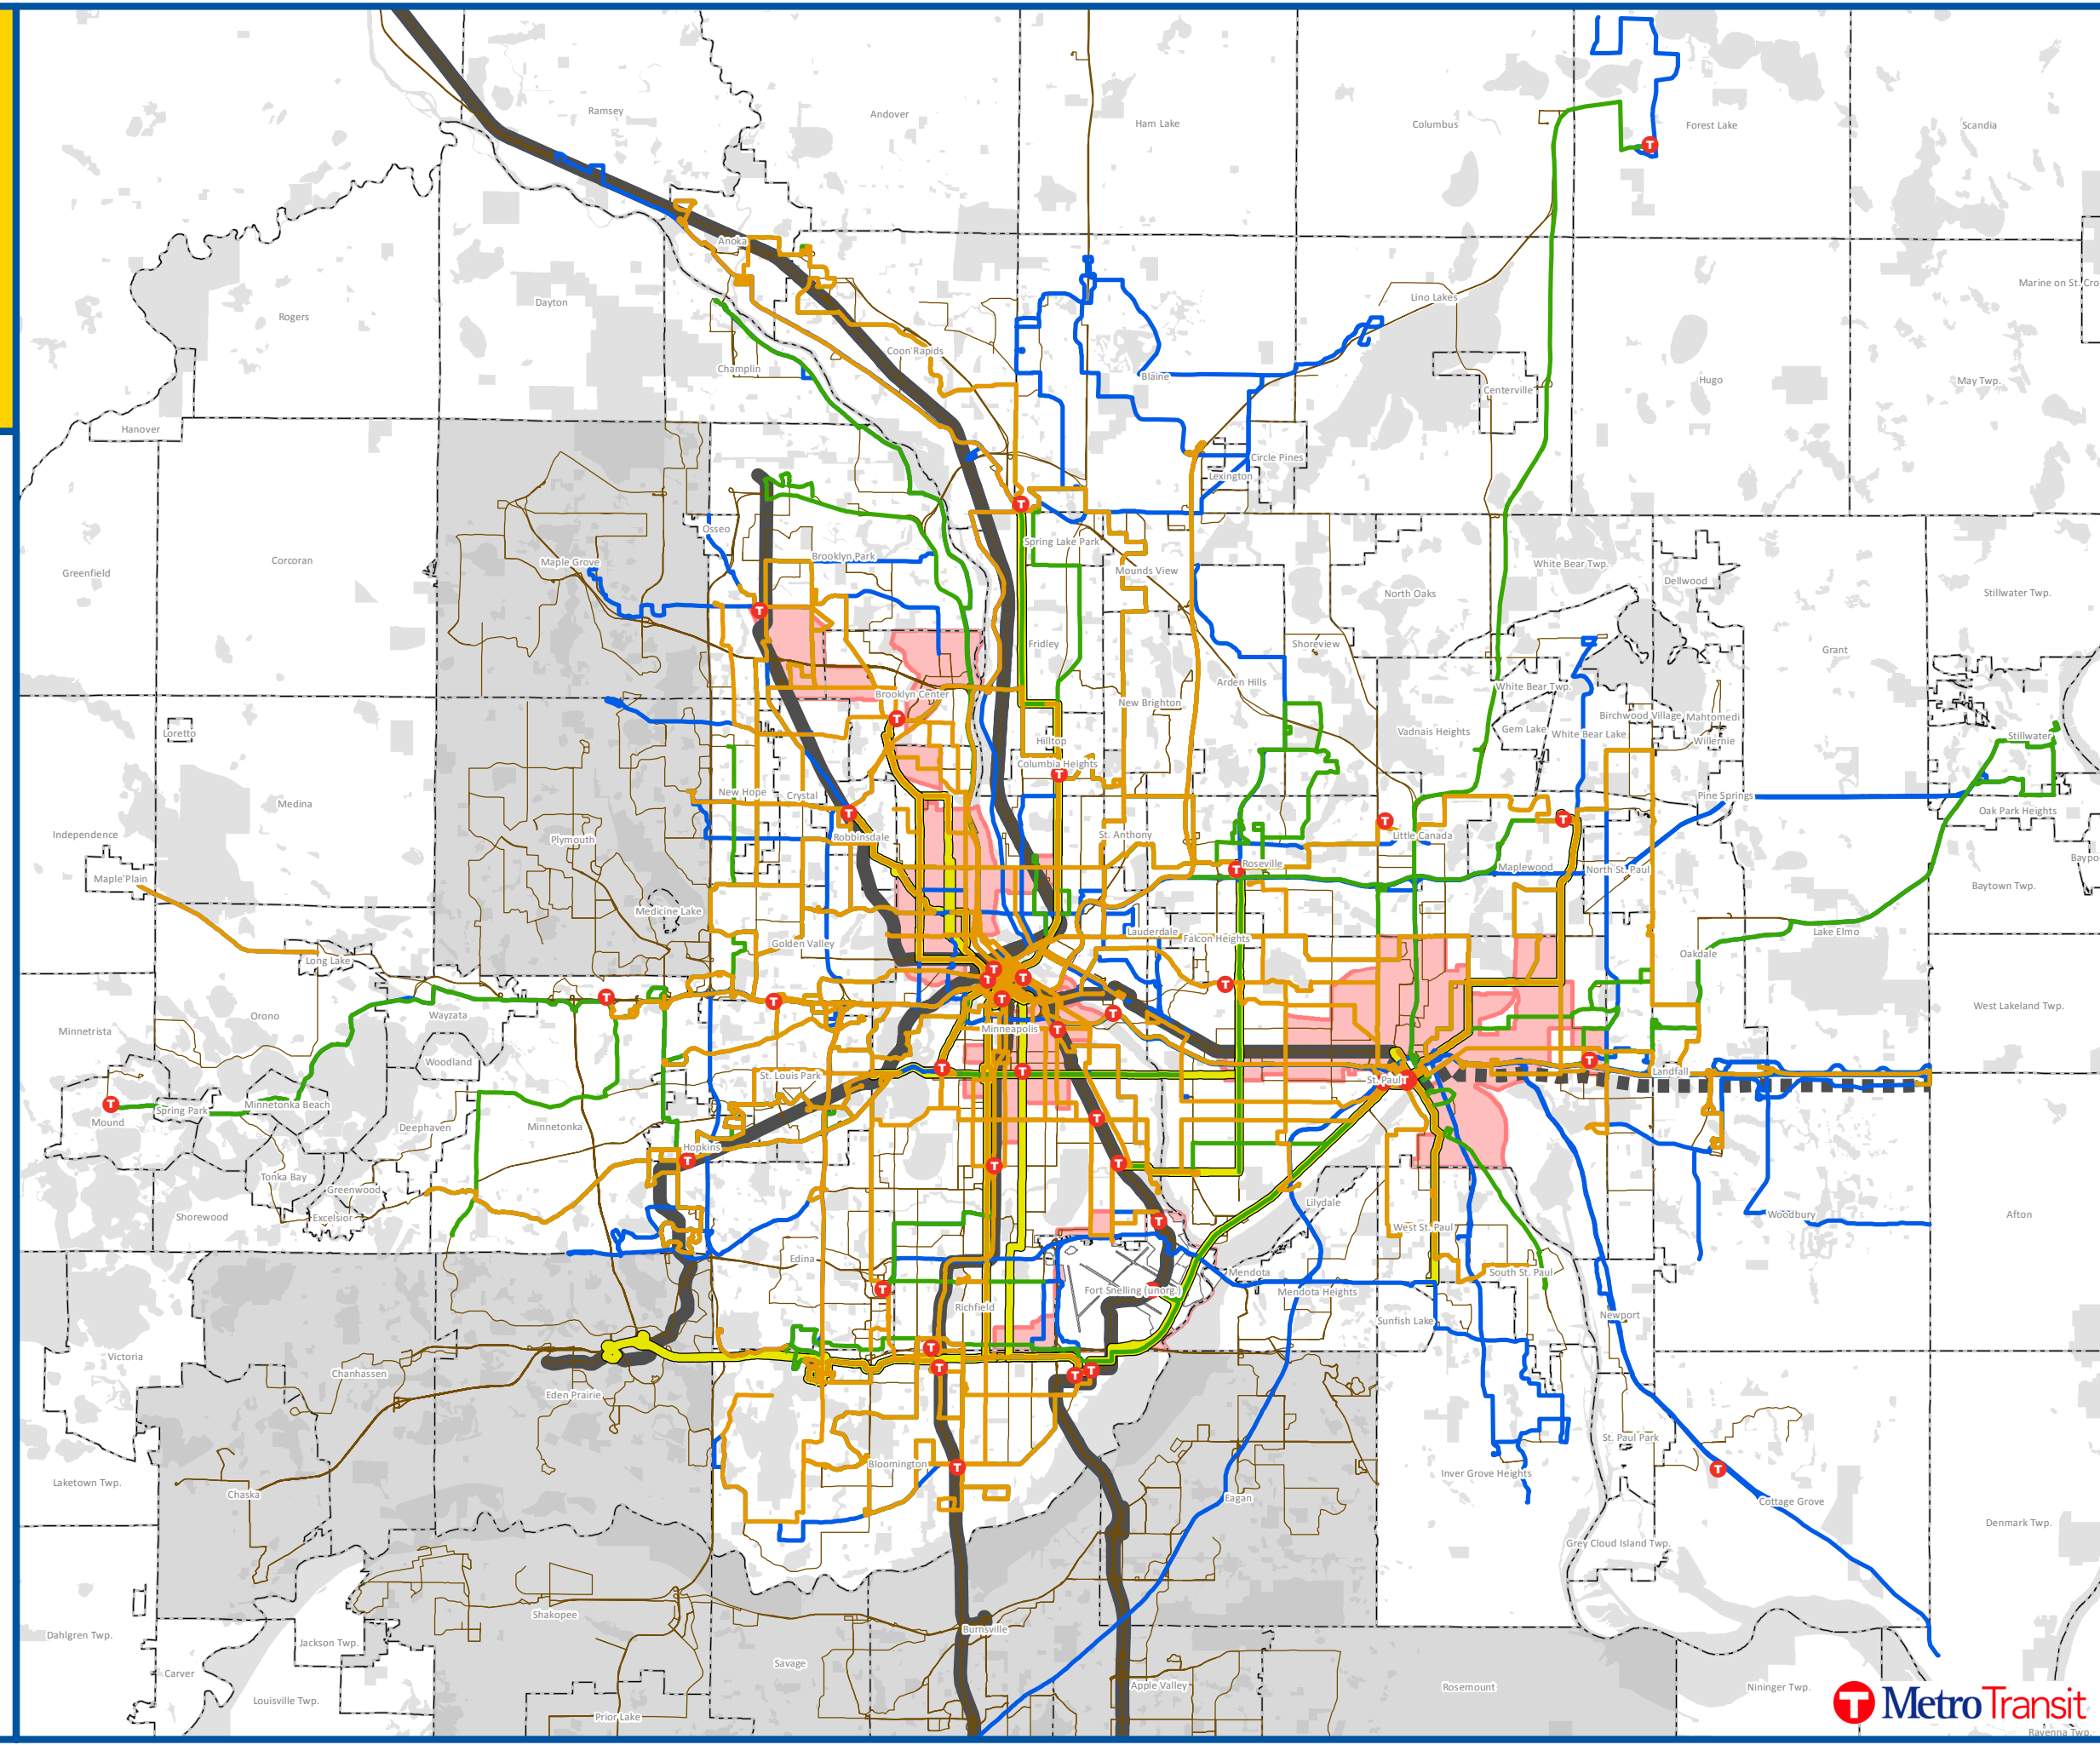 Ramsey
Andover
Ham Lake
Columbus
Forest Lake
Scandia
Anoka
Marine on St. Cro
Dayton
Lino Lakes
Rogers
Coon Rapids
Champlin
Blaine
Centerville
Hugo
May Twp.
Hanover
Circle Pines
Lexington
Osseo
Spring Lake Park
Brooklyn Park
Corcoran
Maple Grove
Greenfield
Mounds View
White Bear Twp.
Dellwood
North Oaks
Stillwater Twp.
Fridley
Shoreview
Grant
Arden Hills
White Bear Twp.
Brooklyn Center
New Brighton
Birchwood Village
Mahtomedi
Loretto
Gem Lake
Vadnais Heights
White Bear Lake
Willernie
Stillwater
Hilltop
Columbia Heights
New Hope
Crystal
Pine Springs
Medina
Oak Park Heights
Independence
Plymouth
Robbinsdale
St. Anthony
Little Canada
Baypo
Roseville
Maplewood
North St. Paul
Maple Plain
Baytown Twp.
Medicine Lake
Lauderdale
Falcon Heights
Lake Elmo
Golden Valley
Long Lake
Oakdale
West Lakeland Twp.
Orono
Wayzata
Minnetrista
Minneapolis
Woodland
St. Louis Park
St. Paul
Landfall
Minnetonka Beach
Spring Park
Mound
Deephaven
Minnetonka
Hopkins
Tonka Bay
Greenwood
Lilydale
Shorewood
Excelsior
West St. Paul
Woodbury
Afton
Edina
Mendota
South St. Paul
Fort Snelling (unorg.)
Mendota Heights
Richfield
Sunfish Lake
Newport
Victoria
Chanhassen
Eden Prairie
St. Paul Park
Bloomington
Inver Grove Heights
Laketown Twp.
Chaska
Eagan
Cottage Grove
Denmark Twp.
Grey Cloud Island Twp.
Shakopee
Burnsville
Dahlgren Twp.
Jackson Twp.
Savage
Carver
Apple Valley
Rosemount
Nininger Twp.
Louisville Twp.
Prior Lake
T MetroTransit
Ravenna Twp.